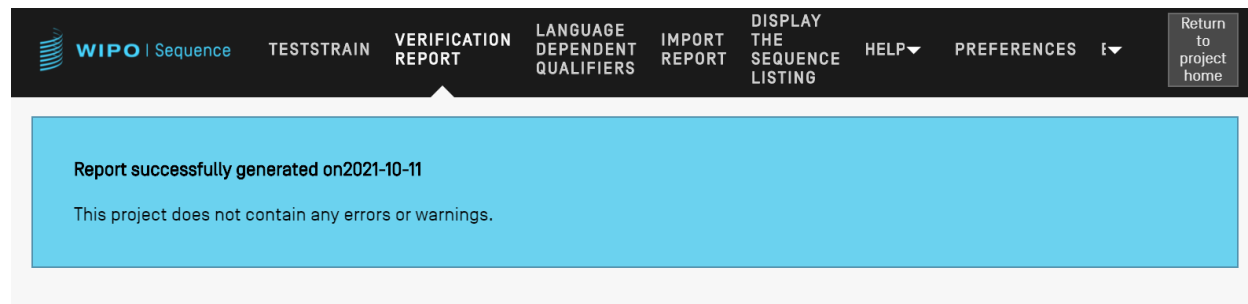 WIPO | Sequence
TESTSTRAIN
VERIFICATION
REPORT
LANGUAGE
DEPENDENT
QUALIFIERS
IMPORT
REPORT
DISPLAY
THE
SEQUENCE
LISTING
HELP
PREFERENCES
Return
to
project
home
Report successfully generated on2021-10-11
This project does not contain any errors or warnings.